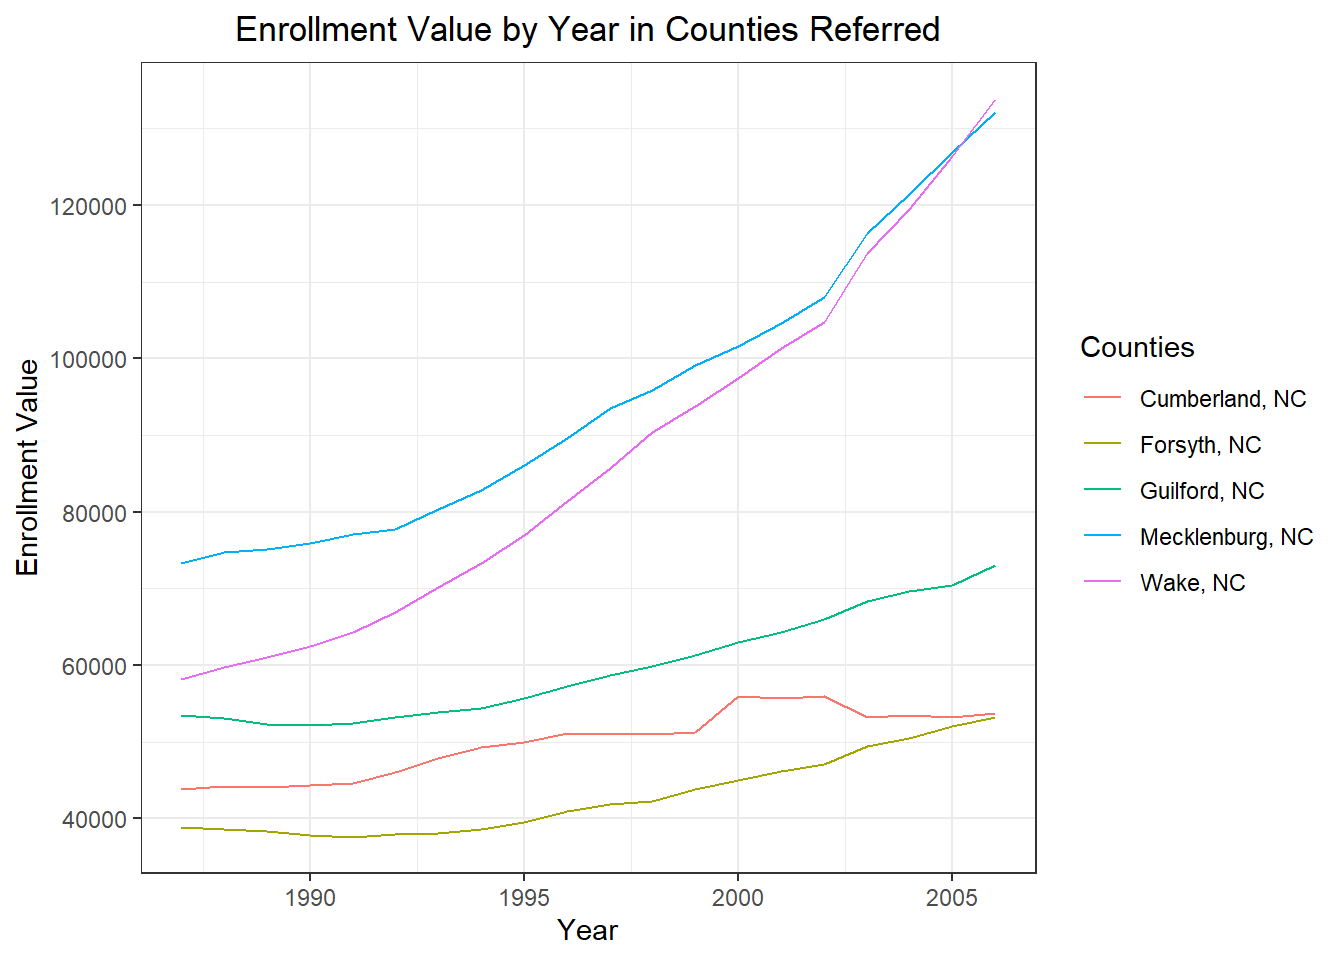 Enrollment Value by Year in Counties Referred
Enrollment Value
120000
100000
80000
60000
40000
1990
1995
2000
2005
Year
Counties
Cumberland, NC
Forsyth, NC
Guilford, NC
Mecklenburg, NC
Wake, NC